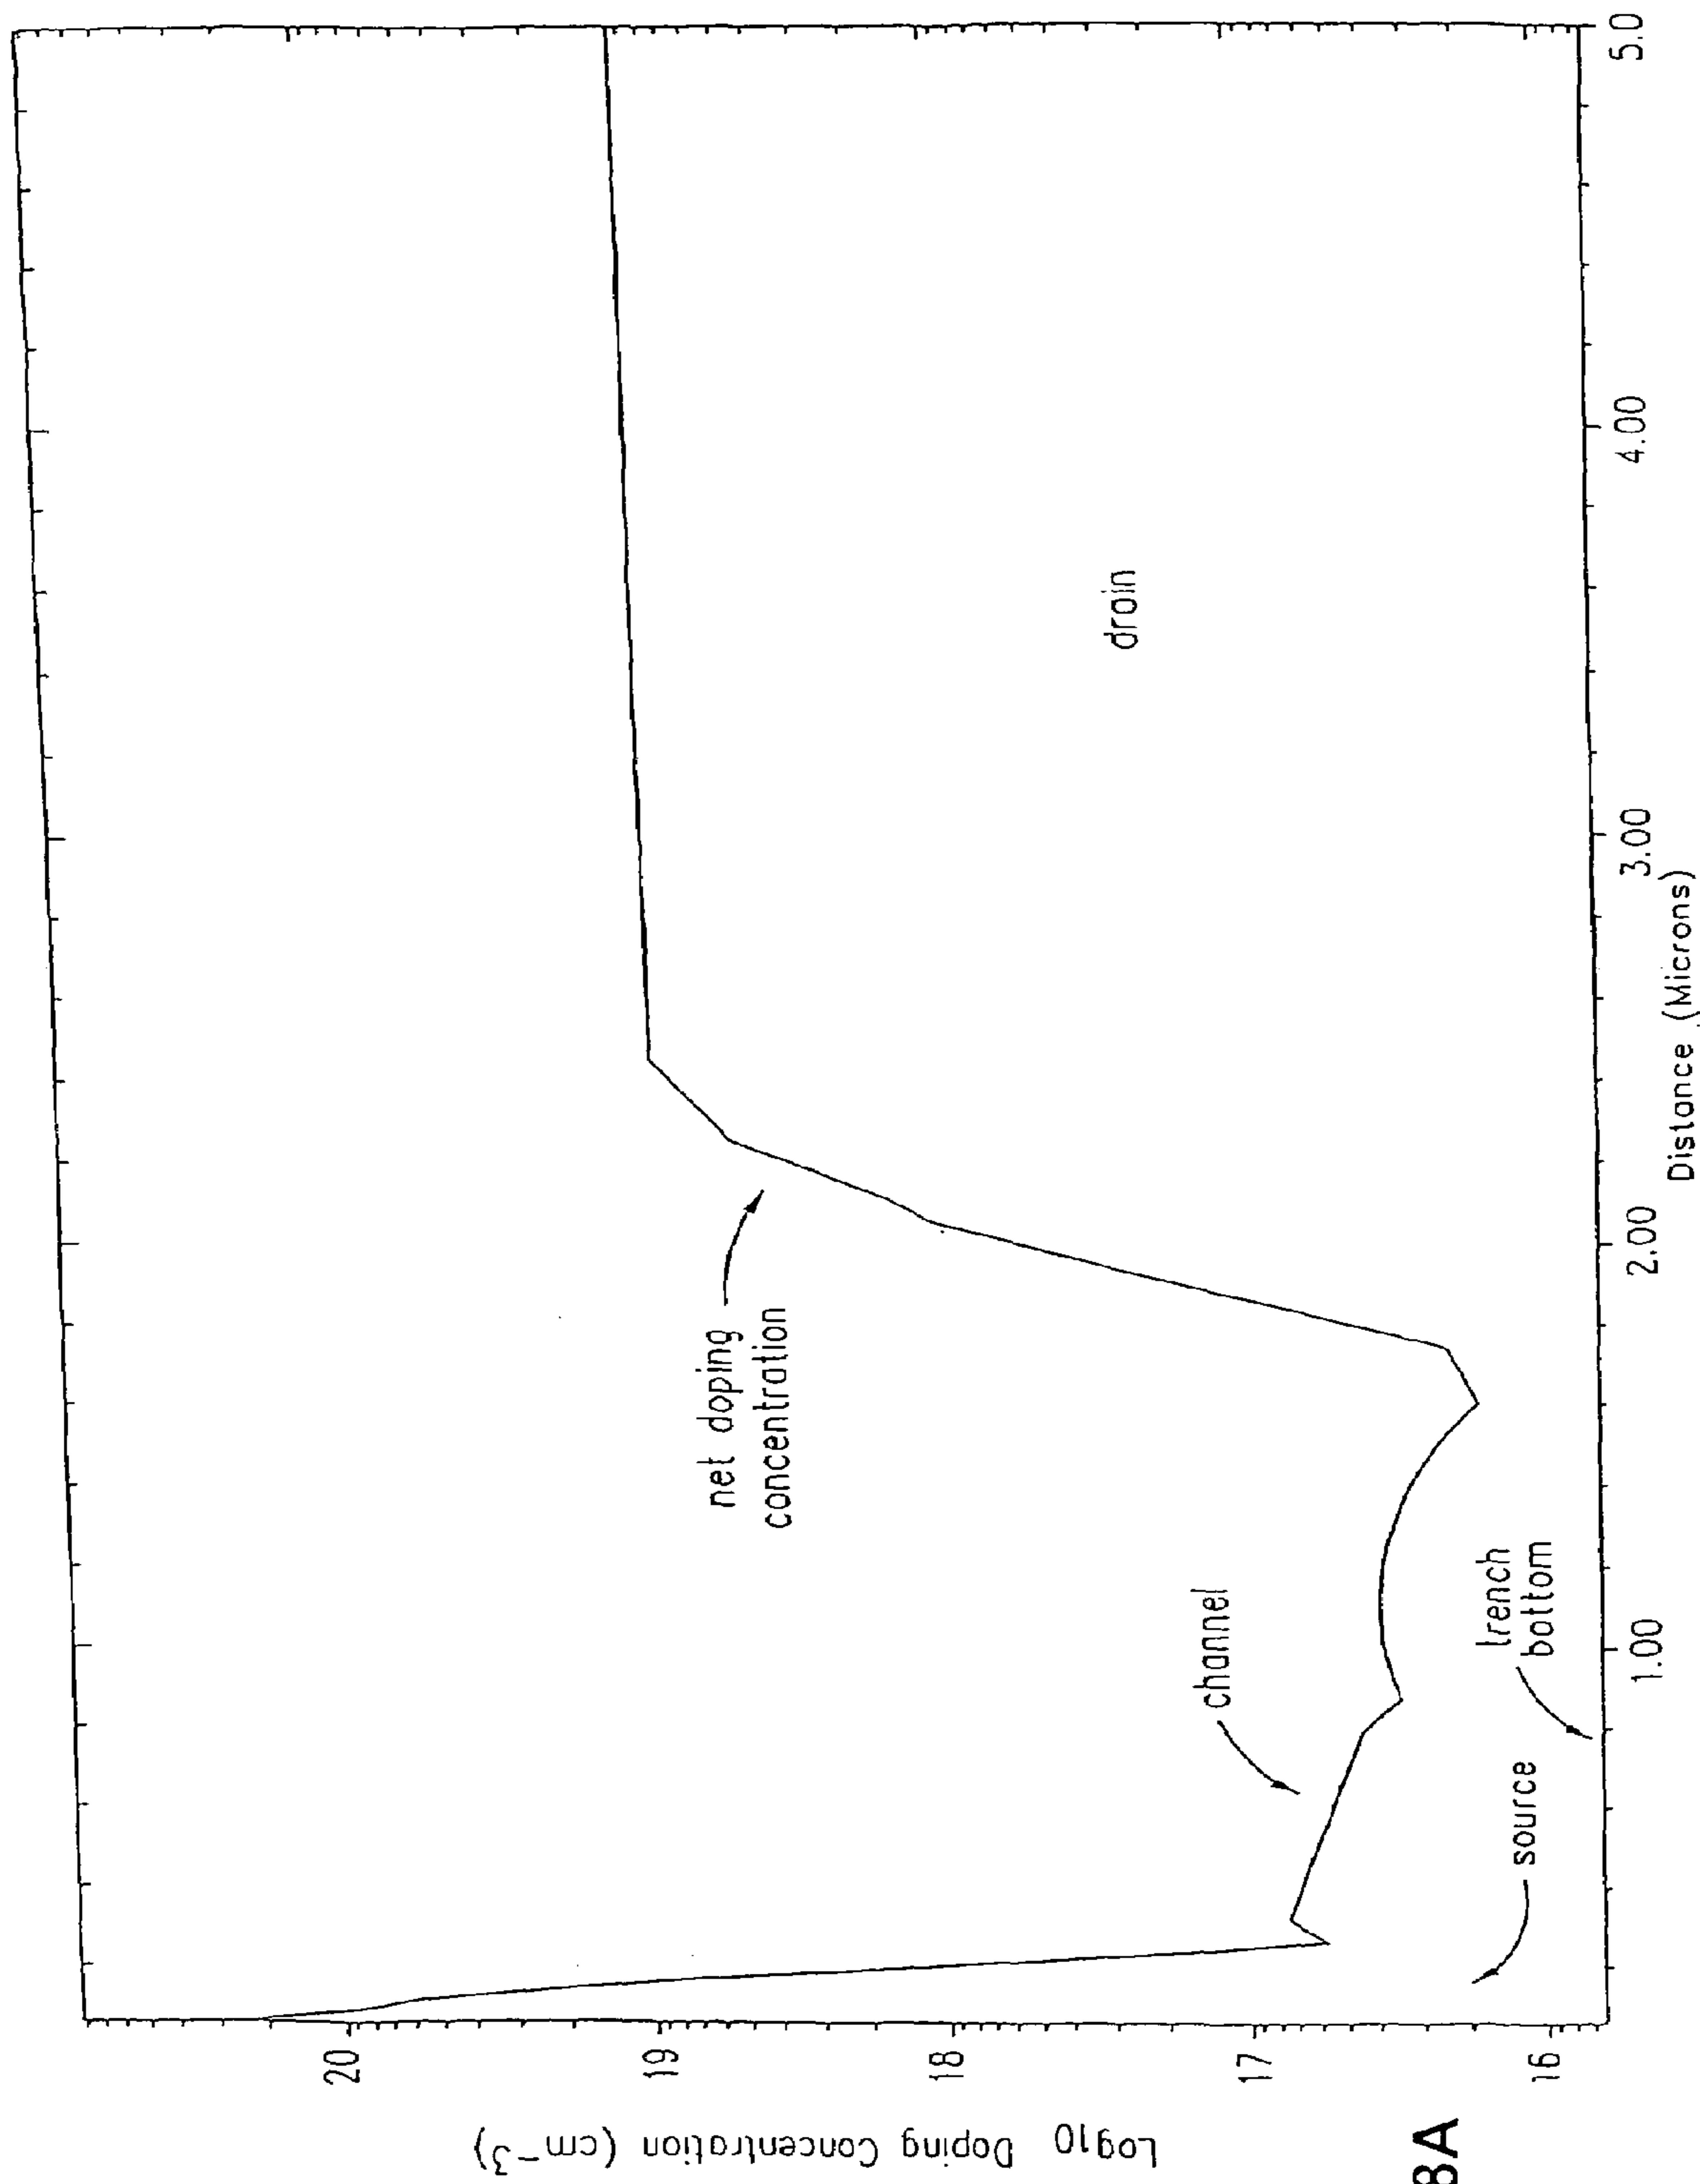 Log10 Doping Concentration (cm-3)
20
19
18
17
16
net doping
concentration
channel
source
trench
bottom
drain
1.00
2.00
3.00
4.00
5.0
Distance (Microns)
8A